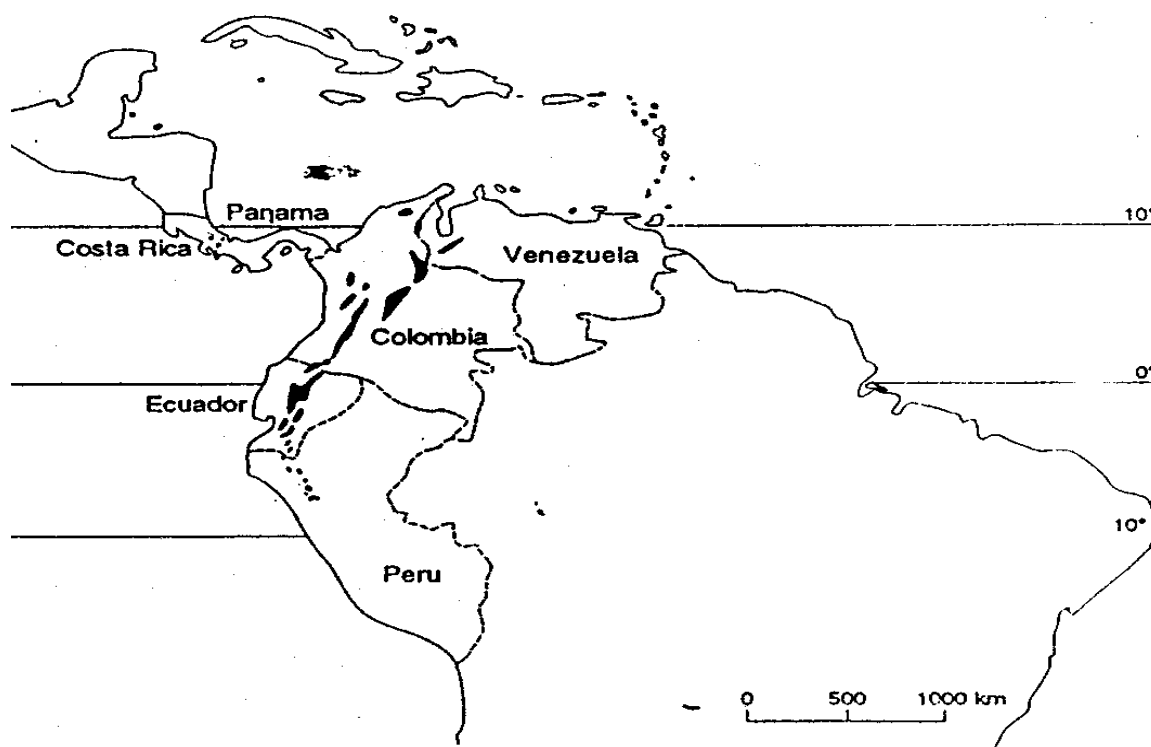 Panama
10°
Costa Rica
Venezuela
Colombia
0°
Ecuador
10°
Peru
0 500 1000 km